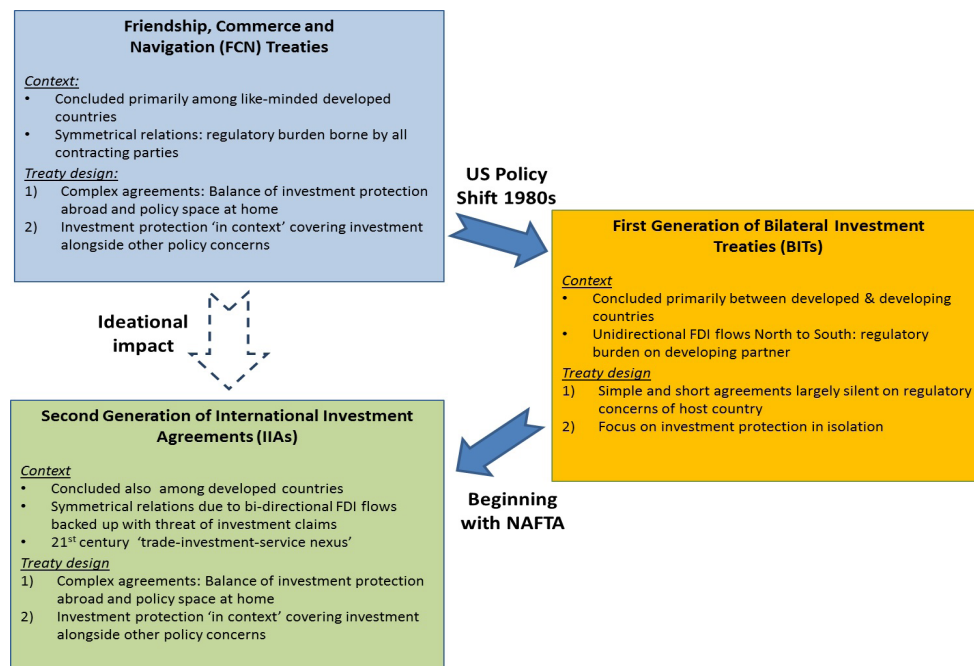 Friendship, Commerce and
Navigation (FCN) Treaties
Context:
• Concluded primarily among like-minded developed
countries
• Symmetrical relations: regulatory burden borne by all
contracting parties
Treaty design:
1) Complex agreements: Balance of investment protection
abroad and policy space at home
2) Investment protection ‘in context’ covering investment
alongside other policy concerns
US Policy
Shift 1980s
First Generation of Bilateral Investment
Treaties (BITs)
Context
• Concluded primarily between developed & developing
countries
• Unidirectional FDI flows North to South: regulatory
burden on developing partner
Treaty design
1) Simple and short agreements largely silent on regulatory
concerns of host country
2) Focus on investment protection in isolation
Ideational
impact
Beginning
with NAFTA
Second Generation of International Investment
Agreements (IIAs)
Context
• Concluded also among developed countries
• Symmetrical relations due to bi-directional FDI flows
backed up with threat of investment claims
• 21st century ‘trade-investment-service nexus’
Treaty design
1) Complex agreements: Balance of investment protection
abroad and policy space at home
2) Investment protection ‘in context’ covering investment
alongside other policy concerns